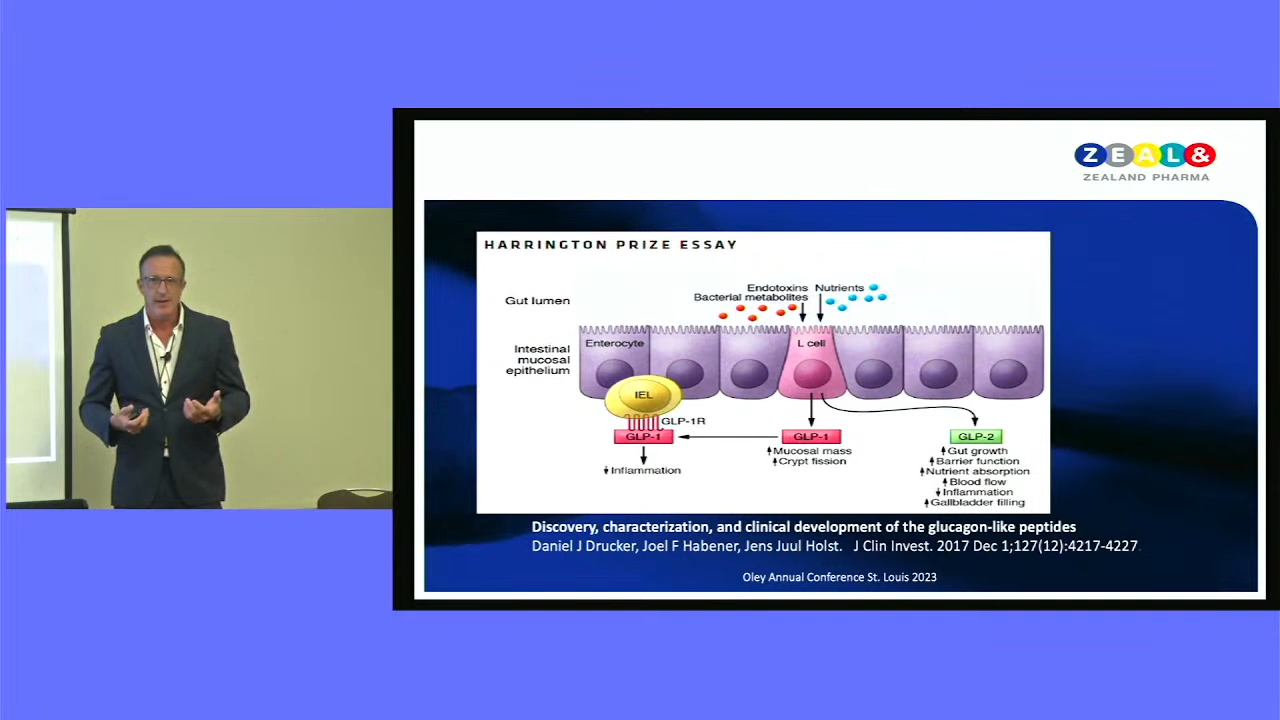 ZEAL&
ZEALAND PHARMA
HARRINGTON PRIZE ESSAY
Endotoxins
Nutrients
Bacterial metabolites
Gut lumen
Enterocyte
L cell
Intestinal
mucosal
epithelium
IEL
GLP-1R
GLP-1
GLP-1
GLP-2
Inflammation
Mucosal mass
Crypt fission
Gut growth
Barrier function
Nutrient absorption
Blood flow
Inflammation
Gallbladder filling
Discovery, characterization, and clinical development of the glucagon-like peptides
Daniel J Drucker, Joel F Habener, Jens Juul Holst. J Clin Invest. 2017 Dec 1;127(12):4217-4227.
Oley Annual Conference St. Louis 2023